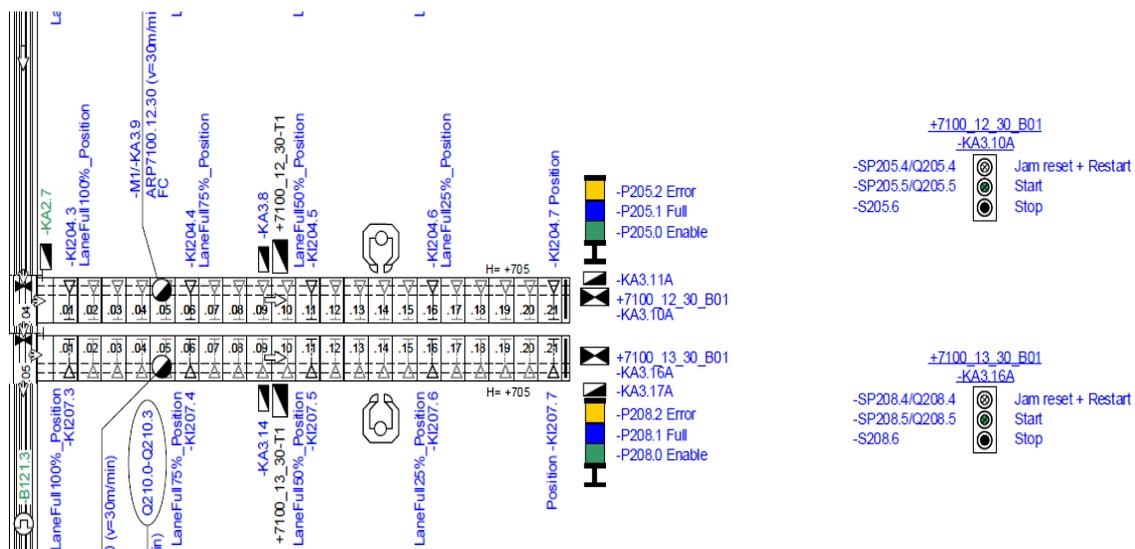 La
L
L
L
-KA2.7
-KI204.3
LaneFull100%_Position
-M1/-KA3.9
ARP7100.12.30 (v=30m/mi
FC
-KI204.4
LaneFull75%_Position
-KA3.8
+7100_12_30-T1
LaneFull50%_Position
-KI204.5
-KI204.6
LaneFull25%_Position
-KI204.7 Position
H= +705
.04
.01 .02 .03 .04 .05 .06 .07 .08 .09 .10 .11 .12 .13 .14 .15 .16 .17 .18 .19 .20 .21
-P205.2 Error
-P205.1 Full
-P205.0 Enable
-KA3.11A
+7100_12_30_B01
-KA3.10A
+7100_12_30_B01
-KA3.10A
-SP205.4/Q205.4 Jam reset + Restart
-SP205.5/Q205.5 Start
-S205.6 Stop
.05
.01 .02 .03 .04 .05 .06 .07 .08 .09 .10 .11 .12 .13 .14 .15 .16 .17 .18 .19 .20 .21
H= +705
-B121.3
LaneFull100%_Position
-KI207.3
0 (v=30m/min)
Q210.0-Q210.3
in)
LaneFull75%_Position
-KI207.4
-KA3.14
+7100_13_30-T1
LaneFull50%_Position
-KI207.5
LaneFull25%_Position
-KI207.6
Position -KI207.7
+7100_13_30_B01
-KA3.16A
-KA3.17A
-P208.2 Error
-P208.1 Full
-P208.0 Enable
+7100_13_30_B01
-KA3.16A
-SP208.4/Q208.4 Jam reset + Restart
-SP208.5/Q208.5 Start
-S208.6 Stop